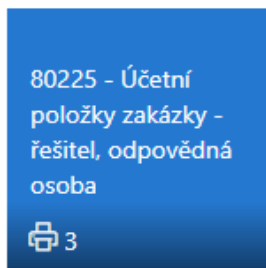 80225 - Účetní
položky zakázky -
řešitel, odpovědná
osoba
3